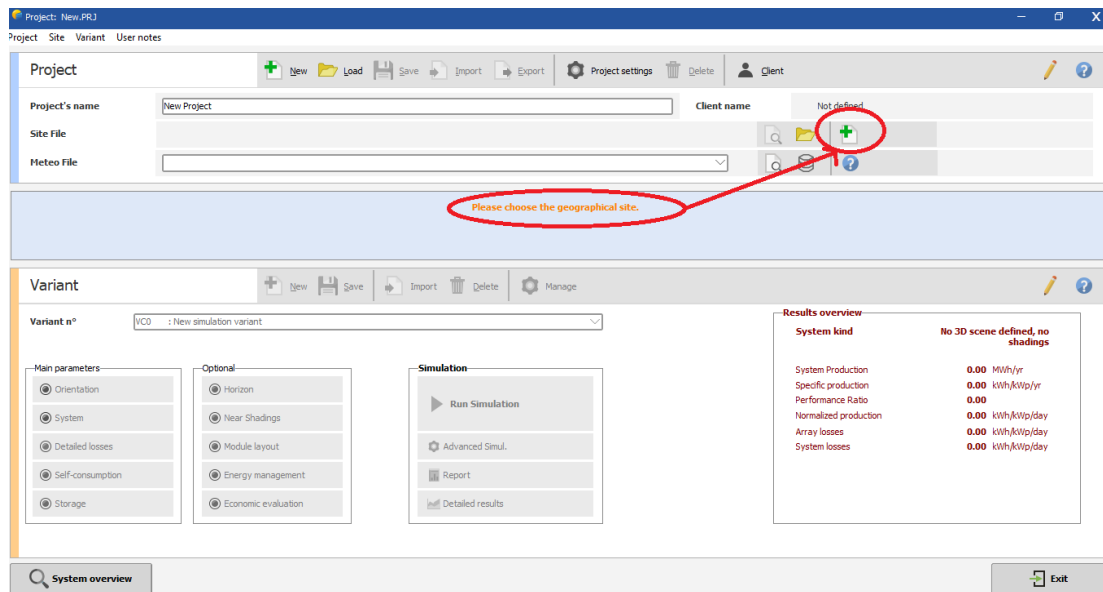 Project: New.PRJ
Project Site Variant User notes
Project New Load Save Import Export Project settings Delete Client
Project's name New Project Client name Not defined
Site File
Meteo File
Please choose the geographical site.
Variant New Save Import Delete Manage
Variant n° VC0 : New simulation variant
Results overview
System kind No 3D scene defined, no shadings
Main parameters Optional Simulation
Orientation Horizon Run Simulation System Production 0.00 MWh/yr
Specific production 0.00 kWh/kWp/yr
System Near Shadings Performance Ratio 0.00
Normalized production 0.00 kWh/kWp/day
Detailed losses Module layout Advanced Simul. Array losses 0.00 kWh/kWp/day
System losses 0.00 kWh/kWp/day
Self-consumption Energy management Report
Storage Economic evaluation Detailed results
System overview Exit